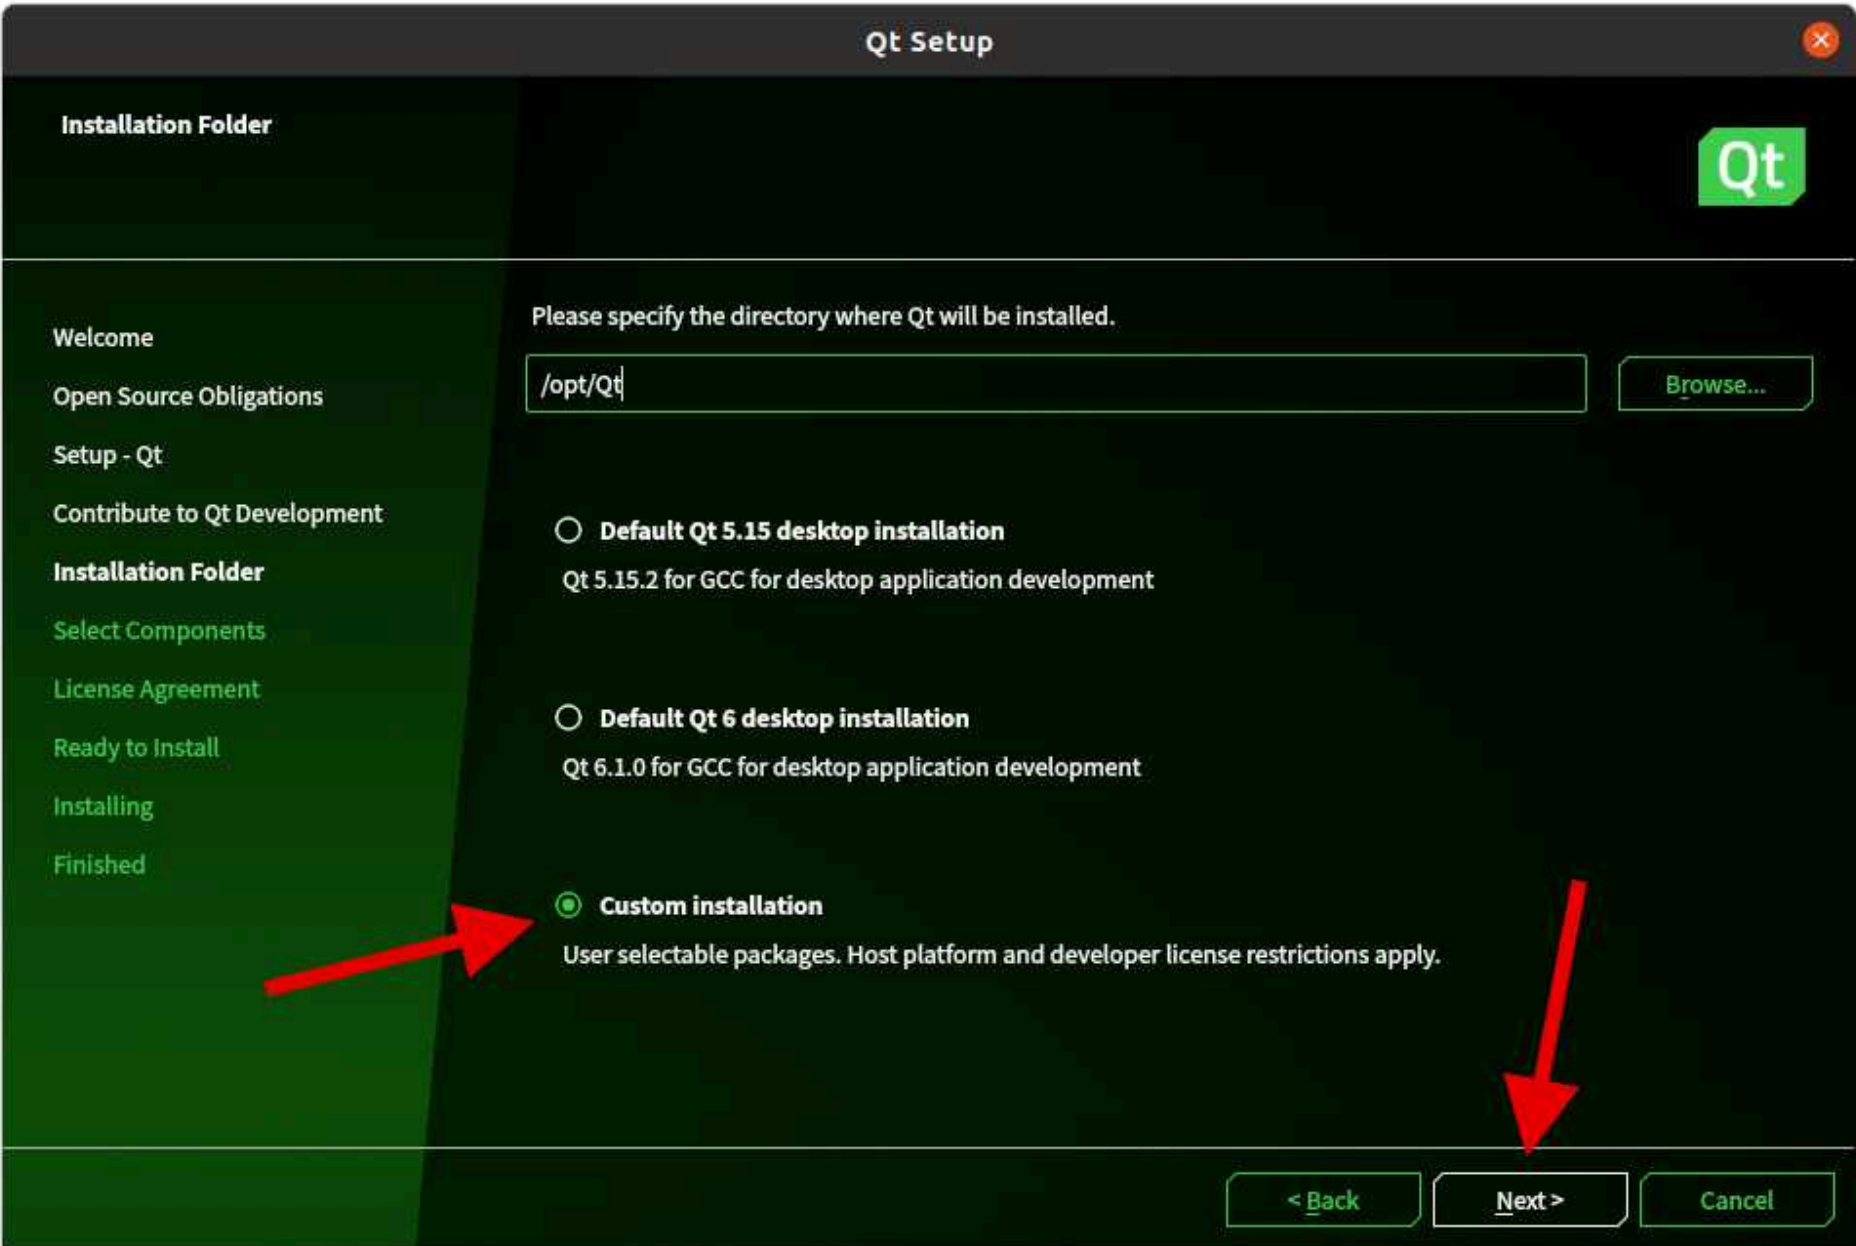 Qt Setup
Installation Folder
Qt
Welcome
Open Source Obligations
Setup - Qt
Contribute to Qt Development
Installation Folder
Select Components
License Agreement
Ready to Install
Installing
Finished
Please specify the directory where Qt will be installed.
/opt/Qt
Browse...
Default Qt 5.15 desktop installation
Qt 5.15.2 for GCC for desktop application development
Default Qt 6 desktop installation
Qt 6.1.0 for GCC for desktop application development
Custom installation
User selectable packages. Host platform and developer license restrictions apply.
< Back
Next >
Cancel